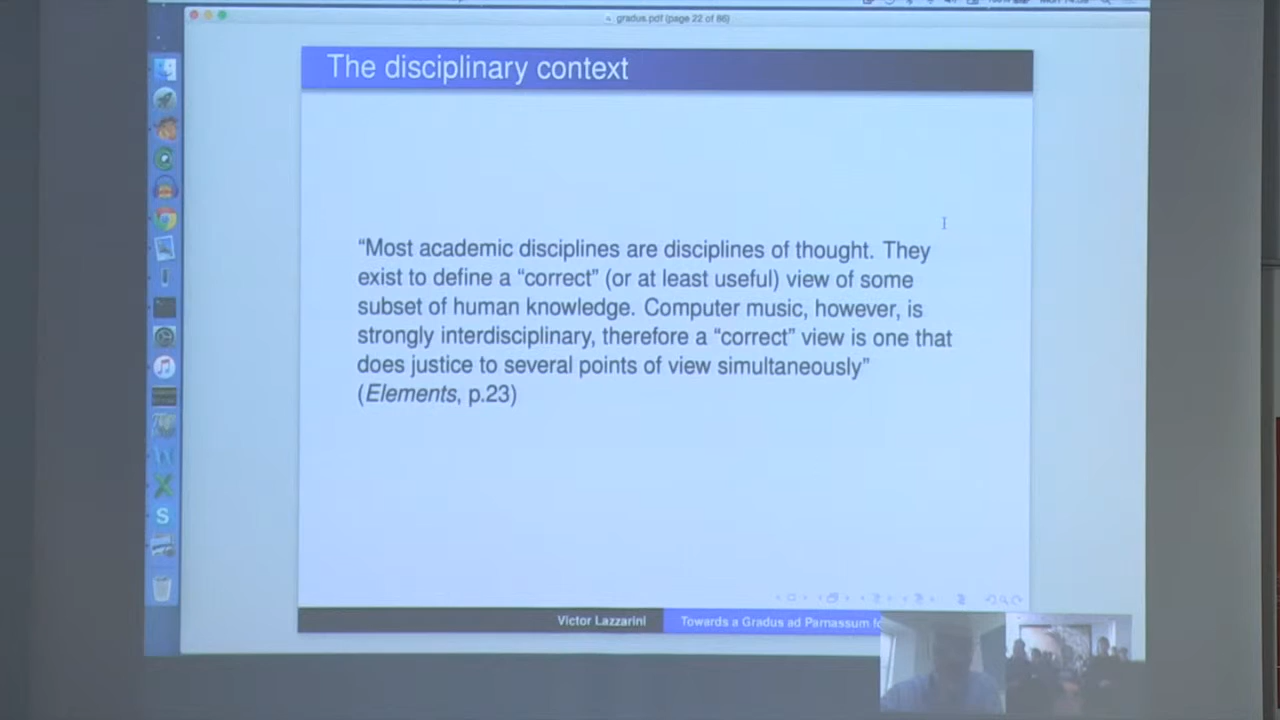 gradus.pdf (page 22 of 86)
The disciplinary context
“Most academic disciplines are disciplines of thought. They
exist to define a “correct” (or at least useful) view of some
subset of human knowledge. Computer music, however, is
strongly interdisciplinary, therefore a “correct” view is one that
does justice to several points of view simultaneously”
(Elements, p.23)
Victor Lazzarini
Towards a Gradus ad Parnassum
S